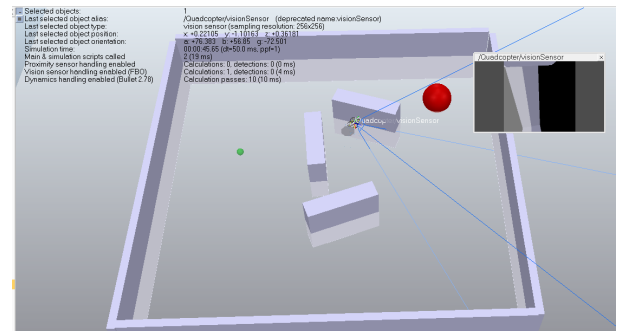 Selected objects: 1
Last selected object alias: /Quadcopter/visionSensor (deprecated name:visionSensor)
Last selected object type: vision sensor (sampling resolution: 256x256)
Last selected object position: x: +0.22105 y: -1.10163 z: +0.36181
Last selected object orientation: a: +76.383 b: +56.85 g: -72.501
Simulation time: 00:00:45.65 (dt=50.0 ms, ppf=1)
Main & simulation scripts called 2 (19 ms)
Proximity sensor handling enabled Calculations: 0, detections: 0 (0 ms)
Vision sensor handling enabled (FBO) Calculations: 1, detections: 0 (4 ms)
Dynamics handling enabled (Bullet 2.78) Calculation passes: 10 (10 ms)
/Quadcopter/visionSensor x
/Quadcop visionSensor